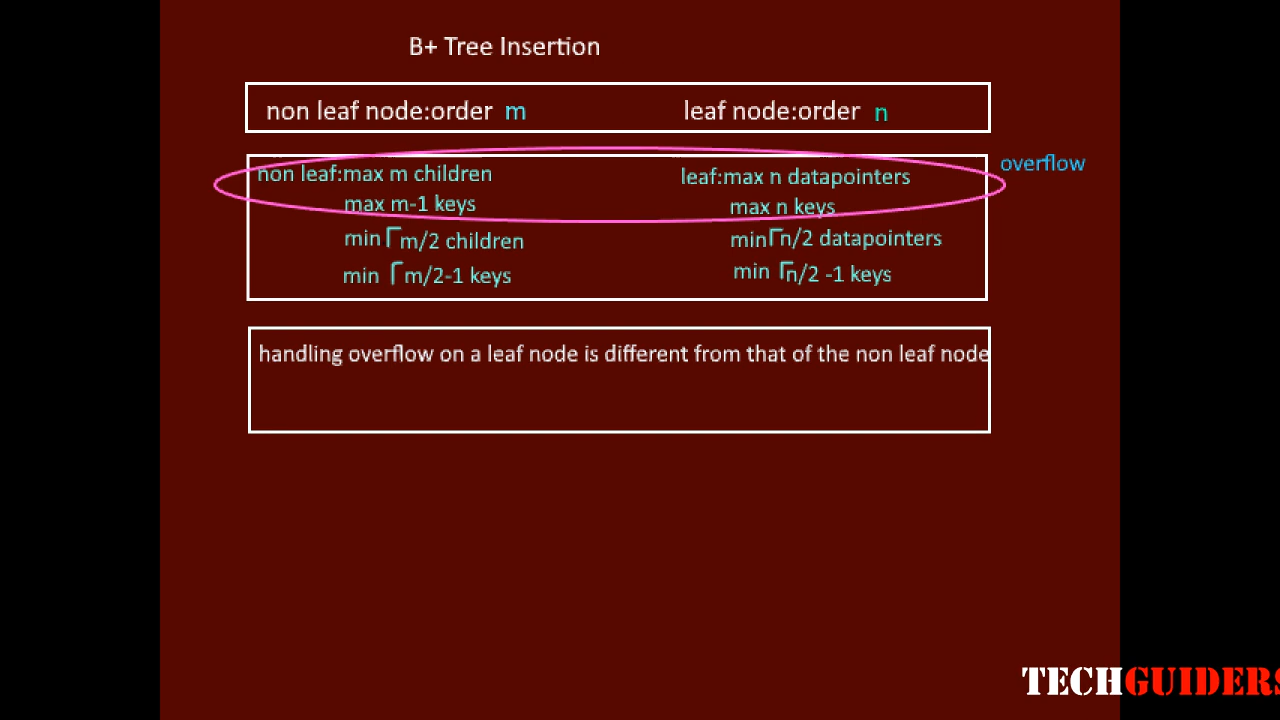 B+ Tree Insertion
non leaf node:order m leaf node:order n
overflow
non leaf:max m children leaf:max n datapointers
max m-1 keys max n keys
min ⌈m/2 children min⌈n/2 datapointers
min ⌈m/2-1 keys min ⌈n/2 -1 keys
handling overflow on a leaf node is different from that of the non leaf node
TECHGUIDERS